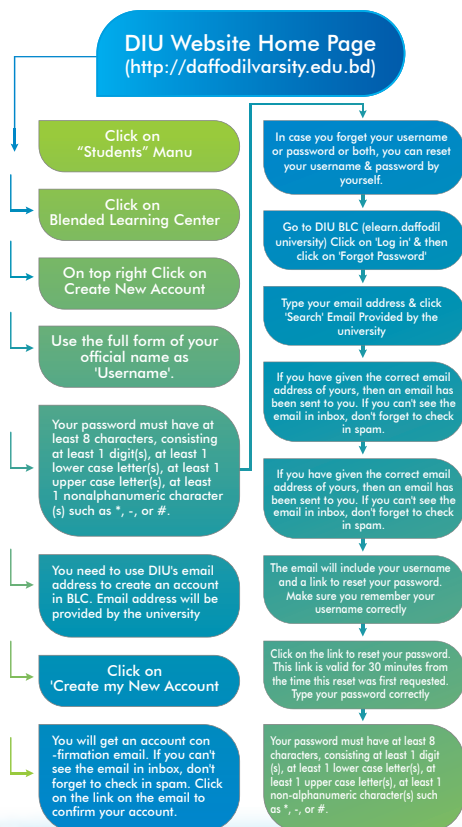 DIU Website Home Page
(http://daffodilvarsity.edu.bd)
Click on
“Students” Manu
Click on
Blended Learning Center
On top right Click on
Create New Account
Use the full form of your
official name as
'Username'.
Your password must have at
least 8 characters, consisting
at least 1 digit(s), at least 1
lower case letter(s), at least 1
upper case letter(s), at least
1 nonalphanumeric character
(s) such as *, -, or #.
You need to use DIU's email
address to create an account
in BLC. Email address will be
provided by the university
Click on
'Create my New Account
You will get an account con
-firmation email. If you can't
see the email in inbox, don't
forget to check in spam. Click
on the link on the email to
confirm your account.
In case you forget your username
or password or both, you can reset
your username & password by
yourself.
Go to DIU BLC (elearn.daffodil
university) Click on 'Log in' & then
click on 'Forgot Password'
Type your email address & click
'Search' Email Provided by the
university
If you have given the correct email
address of yours, then an email has
been sent to you. If you can't see the
email in inbox, don't forget to check
in spam.
If you have given the correct email
address of yours, then an email has
been sent to you. If you can't see the
email in inbox, don't forget to check
in spam.
The email will include your username
and a link to reset your password.
Make sure you remember your
username correctly
Click on the link to reset your password.
This link is valid for 30 minutes from
the time this reset was first requested.
Type your password correctly
Your password must have at least 8
characters, consisting at least 1 digit
(s), at least 1 lower case letter(s), at
least 1 upper case letter(s), at least 1
non-alphanumeric character(s) such
as *, -, or #.